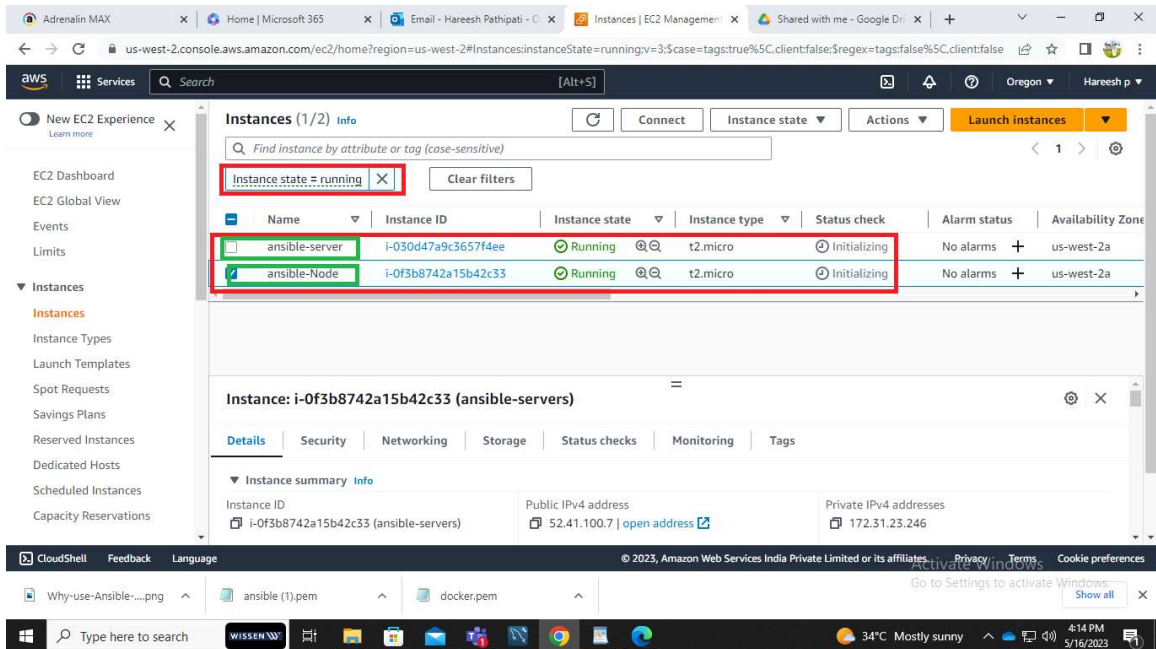 Adrenalin MAX
Home | Microsoft 365
Email - Hareesh Pathipati - O
Instances | EC2 Management
Shared with me - Google Dri
us-west-2.console.aws.amazon.com/ec2/home?region=us-west-2#Instances:instanceState=running;v=3;$case=tags:true%5C,client:false;$regex=tags:false%5C,client:false
aws
Services
Search
[Alt+S]
Oregon
Hareesh p
New EC2 Experience
Learn more
EC2 Dashboard
EC2 Global View
Events
Limits
Instances
Instances
Instance Types
Launch Templates
Spot Requests
Savings Plans
Reserved Instances
Dedicated Hosts
Scheduled Instances
Capacity Reservations
Instances (1/2) Info
Connect
Instance state
Actions
Launch instances
Find instance by attribute or tag (case-sensitive)
1
Instance state = running
Clear filters
Name Instance ID Instance state Instance type Status check Alarm status Availability Zone
ansible-server i-030d47a9c3657f4ee Running t2.micro Initializing No alarms + us-west-2a
ansible-Node i-0f3b8742a15b42c33 Running t2.micro Initializing No alarms + us-west-2a
Instance: i-0f3b8742a15b42c33 (ansible-servers)
Details Security Networking Storage Status checks Monitoring Tags
Instance summary Info
Instance ID Public IPv4 address Private IPv4 addresses
i-0f3b8742a15b42c33 (ansible-servers) 52.41.100.7 | open address 172.31.23.246
CloudShell Feedback Language © 2023, Amazon Web Services India Private Limited or its affiliates. Privacy Terms Cookie preferences
Activate Windows
Go to Settings to activate Windows.
Why-use-Ansible-....png
ansible (1).pem
docker.pem
Show all
Type here to search
WISSEN
34°C Mostly sunny
4:14 PM
5/16/2023